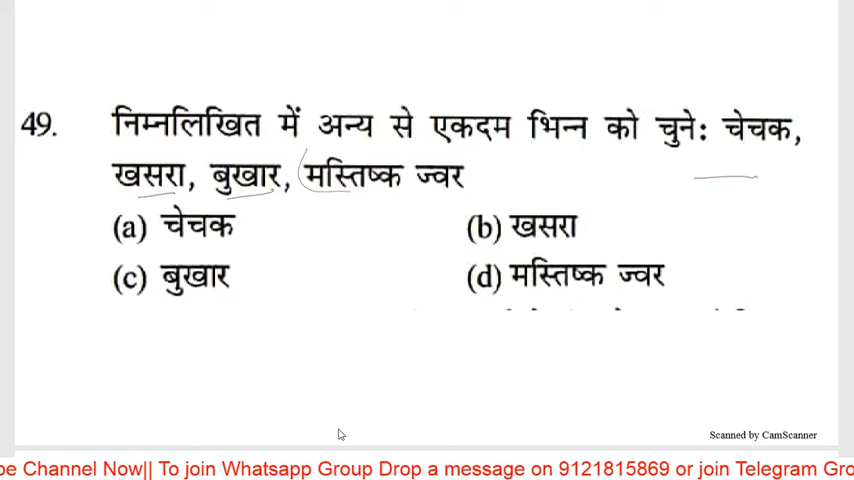 49. निम्नलिखित में अन्य से एकदम भिन्न को चुने: चेचक,
खसरा, बुखार, मस्तिष्क ज्वर
(a) चेचक (b) खसरा
(c) बुखार (d) मस्तिष्क ज्वर
Scanned by CamScanner
be Channel Now|| To join Whatsapp Group Drop a message on 9121815869 or join Telegram Gro